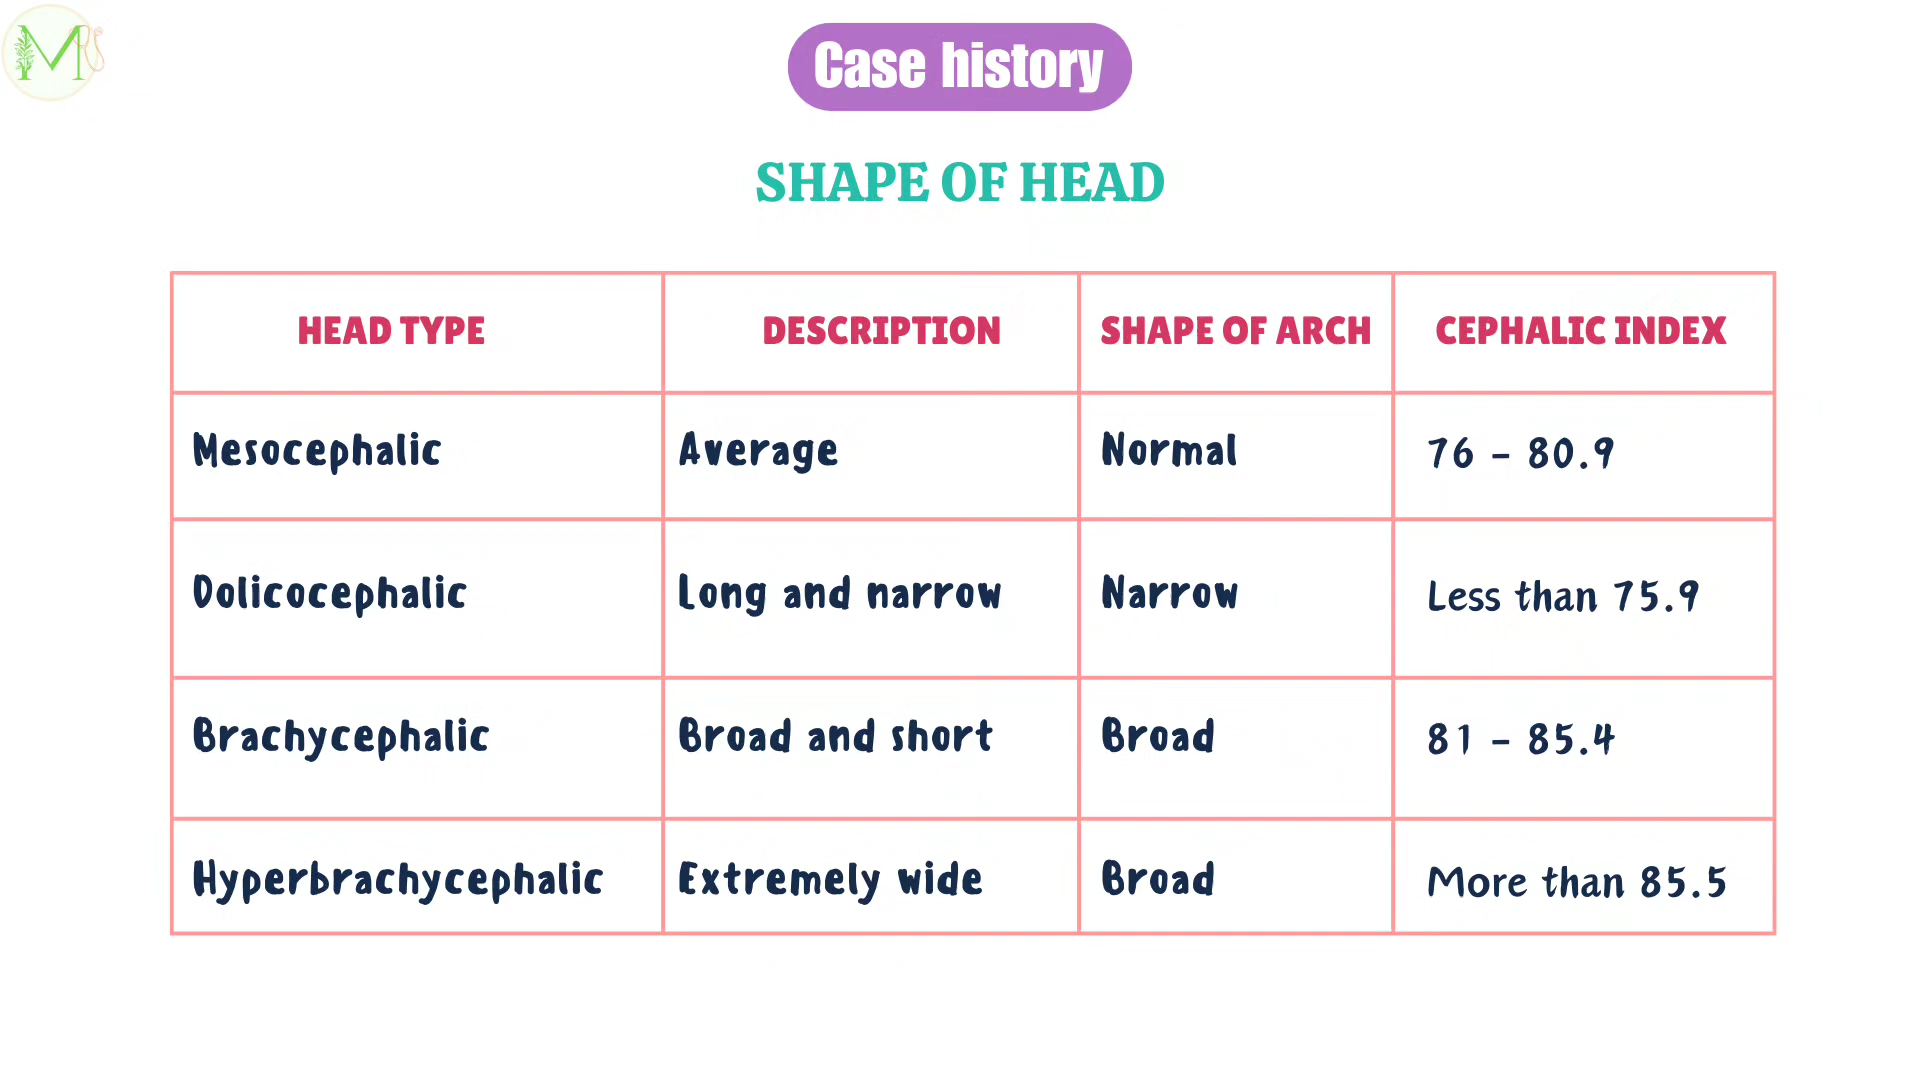 MRS
Case history
SHAPE OF HEAD
HEAD TYPE DESCRIPTION SHAPE OF ARCH CEPHALIC INDEX
Mesocephalic Average Normal 76 - 80.9
Dolicocephalic Long and narrow Narrow Less than 75.9
Brachycephalic Broad and short Broad 81 - 85.4
Hyperbrachycephalic Extremely wide Broad More than 85.5